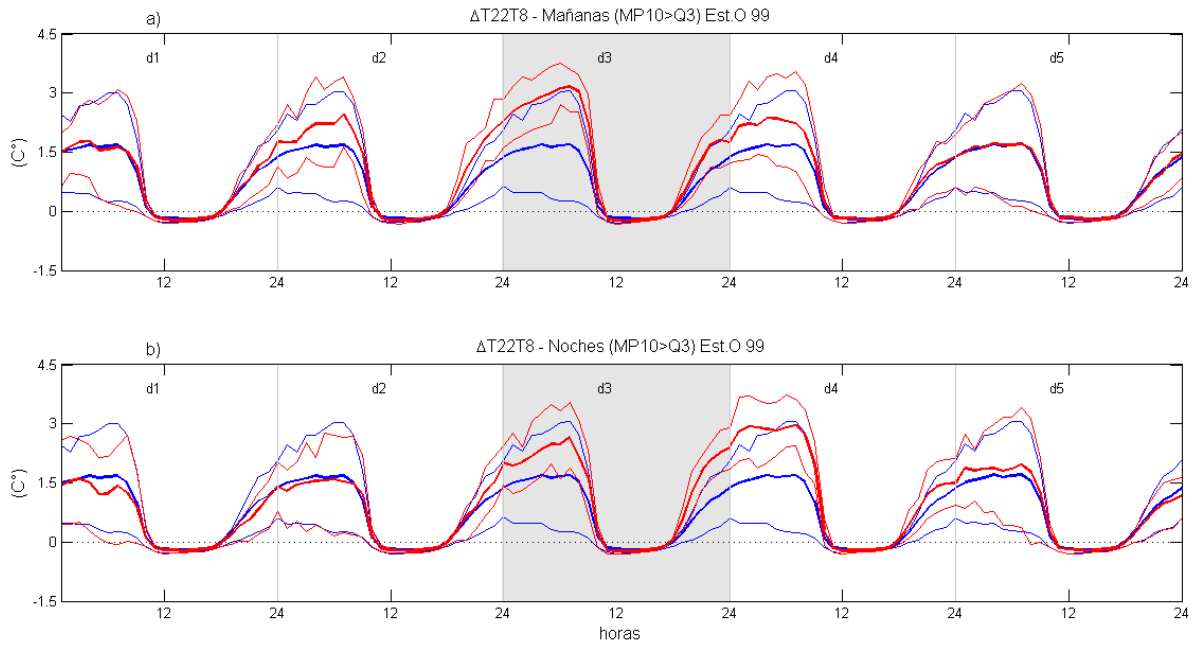 a) ΔT22T8 - Mañanas (MP10>Q3) Est.O 99
4.5
d1 d2 d3 d4 d5
3
(C°)
1.5
0
-1.5
12 24 12 24 12 24 12 24 12 24
b) ΔT22T8 - Noches (MP10>Q3) Est.O 99
4.5
d1 d2 d3 d4 d5
3
(C°)
1.5
0
-1.5
12 24 12 24 12 24 12 24 12 24
horas